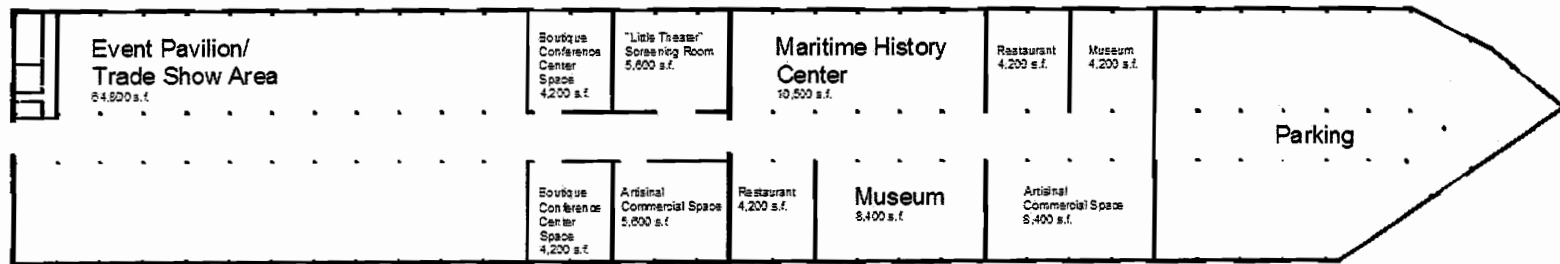 Event Pavilion/
Trade Show Area
64,800 s.f.
Boutique
Conference
Center
Space
4,200 s.f.
"Little Theater"
Screening Room
5,600 s.f.
Maritime History
Center
10,500 s.f.
Restaurant
4,200 s.f.
Museum
4,200 s.f.
Parking
Boutique
Conference
Center
Space
4,200 s.f.
Artisinal
Commercial Space
5,600 s.f.
Restaurant
4,200 s.f.
Museum
8,400 s.f.
Artisinal
Commercial Space
8,400 s.f.